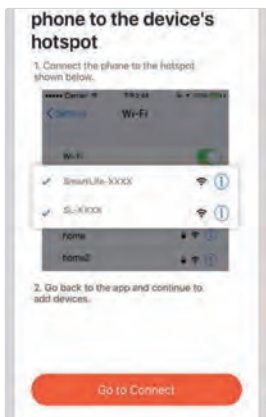 phone to the device's
hotspot
1. Connect the phone to the hotspot
shown below.
Wi-Fi
Wi-Fi
SmartLife-XXXX
SL-XXXX
home
home2
2. Go back to the app and continue to
add devices.
Go to Connect